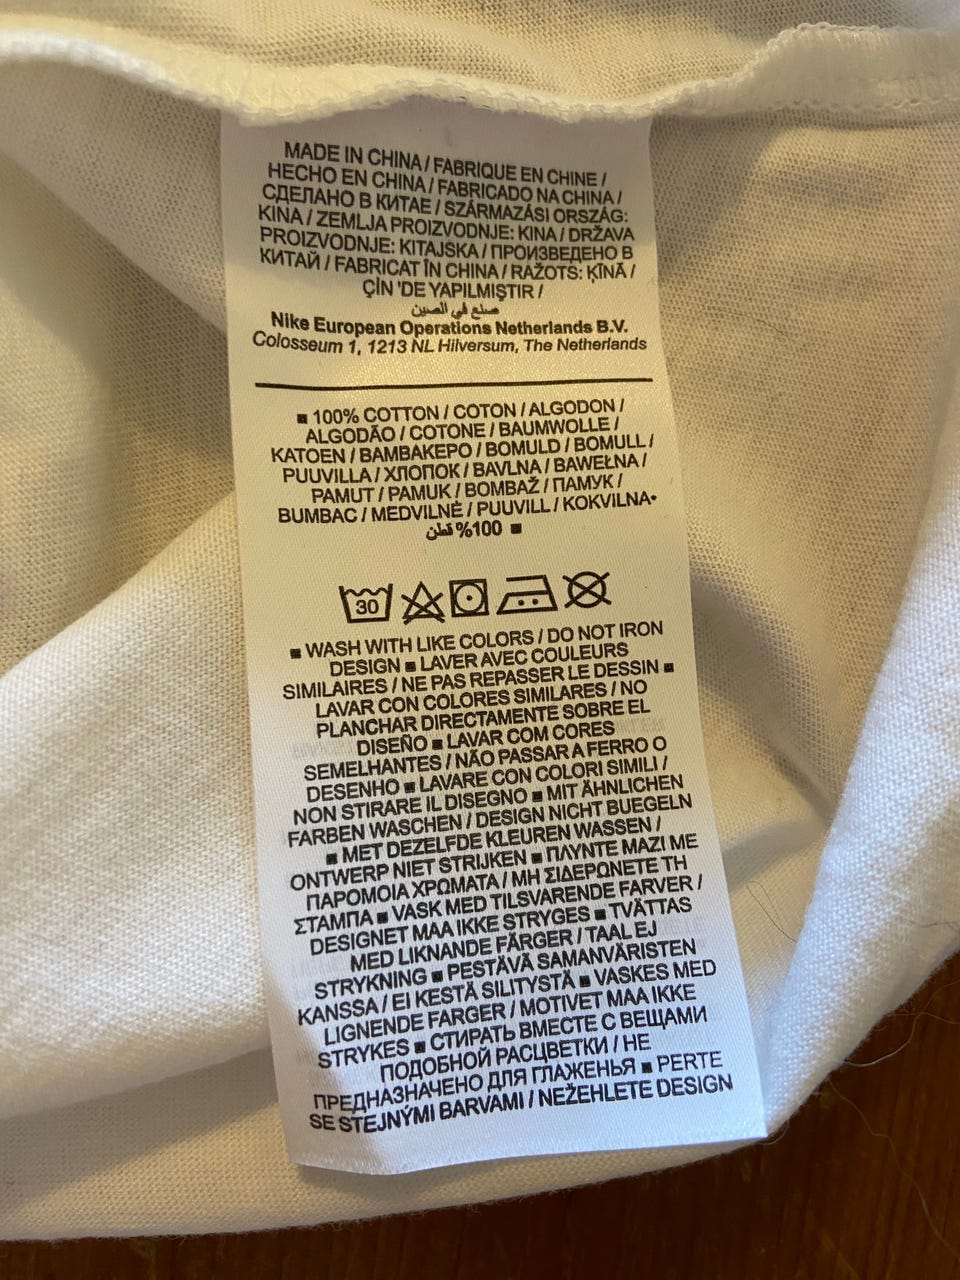 MADE IN CHINA / FABRIQUE EN CHINE /
HECHO EN CHINA / FABRICADO NA CHINA /
СДЕЛАНО В КИТАЕ / SZÁRMAZÁSI ORSZÁG:
KINA / ZEMLJA PROIZVODNJE: KINA / DRŽAVA
PROIZVODNJE: KITAJSKA / ПРОИЗВЕДЕНО В
КИТАЙ / FABRICAT ÎN CHINA / RAŽOTS: ĶĪNĀ /
ÇİN 'DE YAPILMIŞTIR /
صنع في الصين
Nike European Operations Netherlands B.V.
Colosseum 1, 1213 NL Hilversum, The Netherlands
■ 100% COTTON / COTON / ALGODON /
ALGODÃO / COTONE / BAUMWOLLE /
KATOEN / ΒΑΜΒΑΚΕΡΟ / BOMULD / BOMULL /
PUUVILLA / ХЛОПОК / BAVLNA / BAWEŁNA /
PAMUT / PAMUK / BOMBAŽ / ПАМУК /
BUMBAC / MEDVILNĖ / PUUVILL / KOKVILNA•
100% قطن ■
30
■ WASH WITH LIKE COLORS / DO NOT IRON
DESIGN ■ LAVER AVEC COULEURS
SIMILAIRES / NE PAS REPASSER LE DESSIN ■
LAVAR CON COLORES SIMILARES / NO
PLANCHAR DIRECTAMENTE SOBRE EL
DISEÑO ■ LAVAR COM CORES
SEMELHANTES / NÃO PASSAR A FERRO O
DESENHO ■ LAVARE CON COLORI SIMILI /
NON STIRARE IL DISEGNO ■ MIT ÄHNLICHEN
FARBEN WASCHEN / DESIGN NICHT BUEGELN
■ MET DEZELFDE KLEUREN WASSEN /
ONTWERP NIET STRIJKEN ■ ΠΛΥΝΤΕ ΜΑΖΙ ΜΕ
ΠΑΡΟΜΟΙΑ ΧΡΩΜΑΤΑ / ΜΗ ΣΙΔΕΡΩΝΕΤΕ ΤΗ
ΣΤΑΜΠΑ ■ VASK MED TILSVARENDE FARVER /
DESIGNET MAA IKKE STRYGES ■ TVÄTTAS
MED LIKNANDE FÄRGER / TAAL EJ
STRYKNING ■ PESTÄVÄ SAMANVÄRISTEN
KANSSA / EI KESTÄ SILITYSTÄ ■ VASKES MED
LIGNENDE FARGER / MOTIVET MAA IKKE
STRYKES ■ СТИРАТЬ ВМЕСТЕ С ВЕЩАМИ
ПОДОБНОЙ РАСЦВЕТКИ / НЕ
ПРЕДНАЗНАЧЕНО ДЛЯ ГЛАЖЕНЬЯ ■ PERTE
SE STEJNÝMI BARVAMI / NEŽEHLETE DESIGN